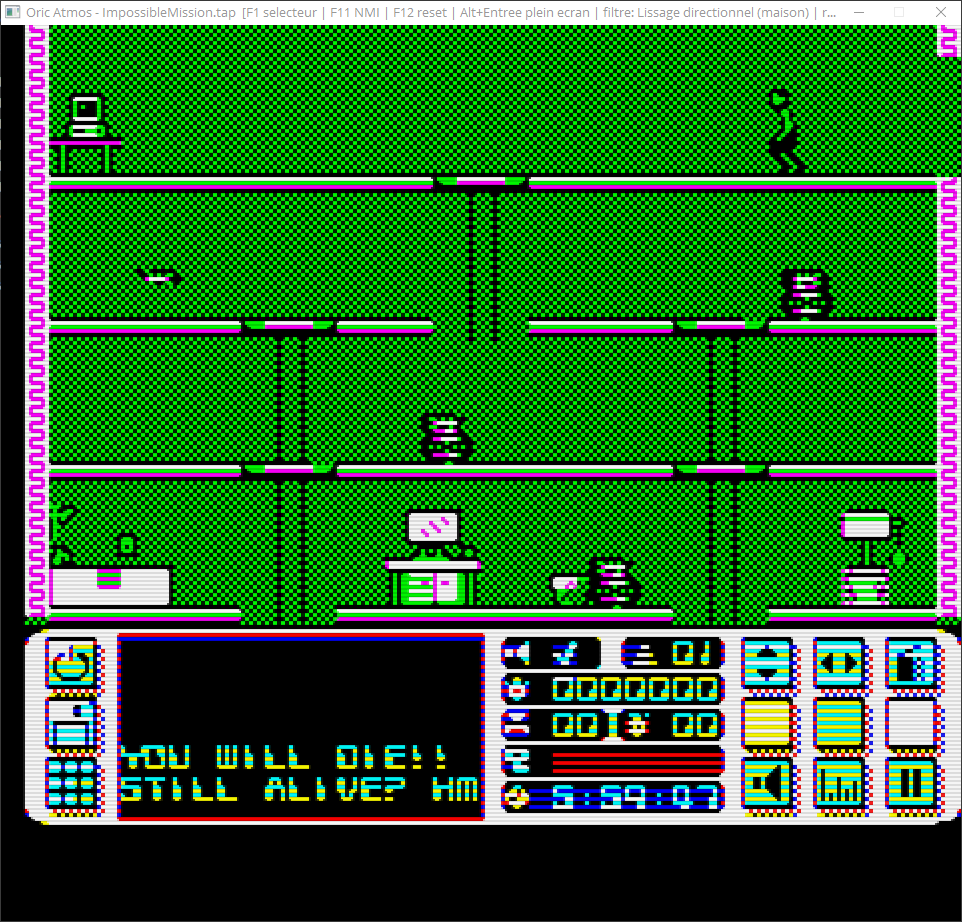 Oric Atmos - ImpossibleMission.tap [F1 selecteur | F11 NMI | F12 reset | Alt+Entree plein ecran | filtre: Lissage directionnel (maison) | r...
01
0000000
00 00
YOU WILL DIE!!
STILL ALIVE? HM
5:59:07